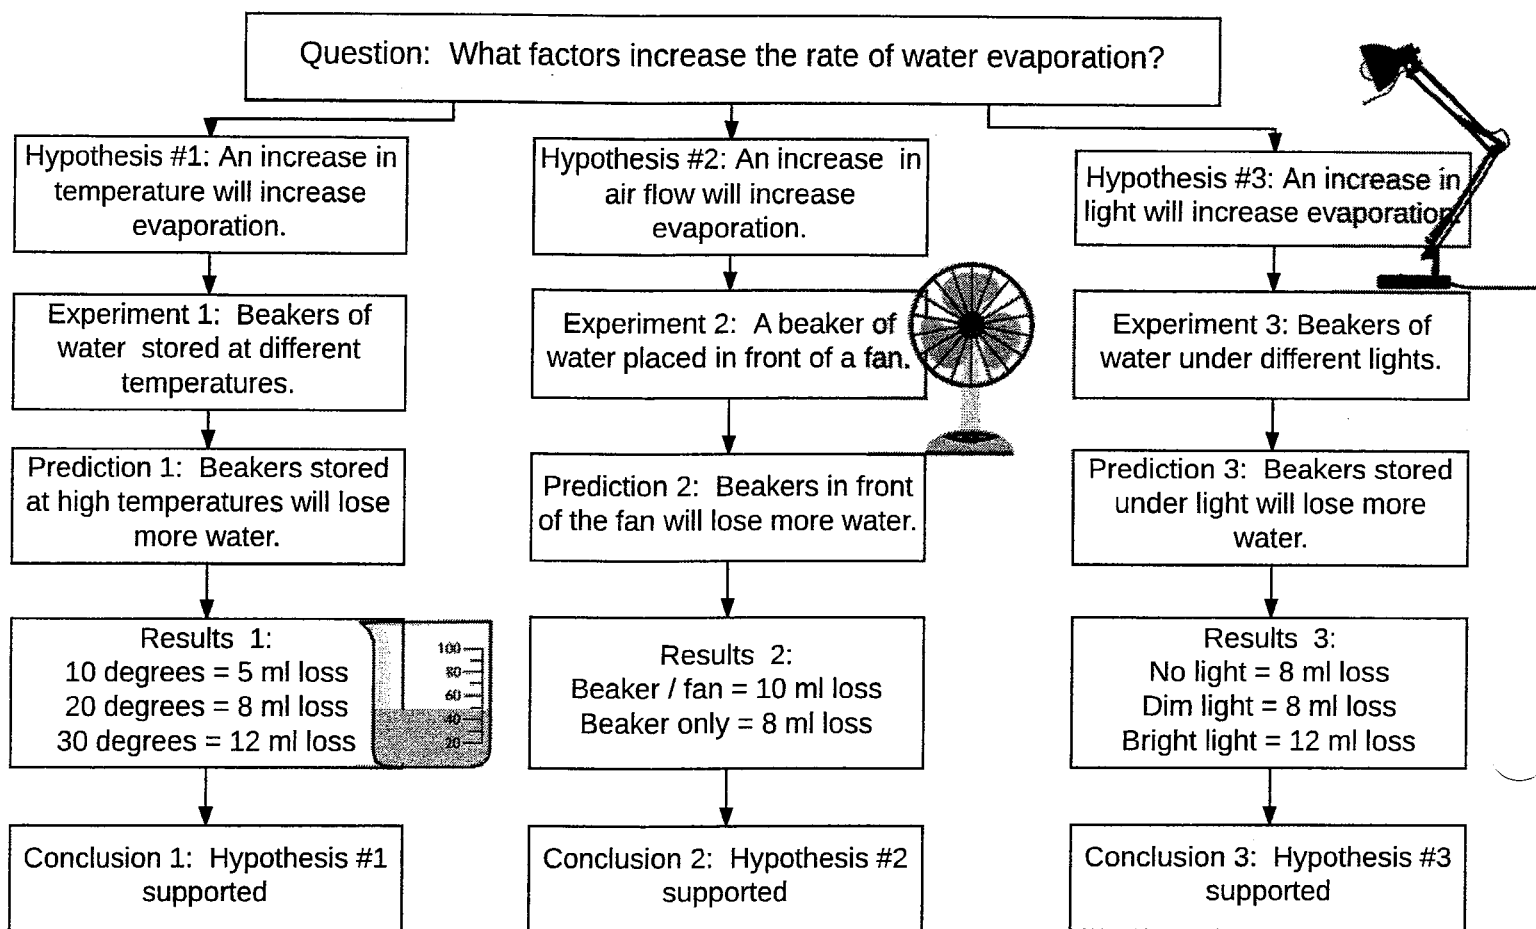 Question: What factors increase the rate of water evaporation?
Hypothesis #1: An increase in
temperature will increase
evaporation.
Hypothesis #2: An increase in
air flow will increase
evaporation.
Hypothesis #3: An increase in
light will increase evaporation.
Experiment 1: Beakers of
water stored at different
temperatures.
Experiment 2: A beaker of
water placed in front of a fan.
Experiment 3: Beakers of
water under different lights.
Prediction 1: Beakers stored
at high temperatures will lose
more water.
Prediction 2: Beakers in front
of the fan will lose more water.
Prediction 3: Beakers stored
under light will lose more
water.
Results 1:
10 degrees = 5 ml loss
20 degrees = 8 ml loss
30 degrees = 12 ml loss
100
80
60
40
20
Results 2:
Beaker / fan = 10 ml loss
Beaker only = 8 ml loss
Results 3:
No light = 8 ml loss
Dim light = 8 ml loss
Bright light = 12 ml loss
Conclusion 1: Hypothesis #1
supported
Conclusion 2: Hypothesis #2
supported
Conclusion 3: Hypothesis #3
supported